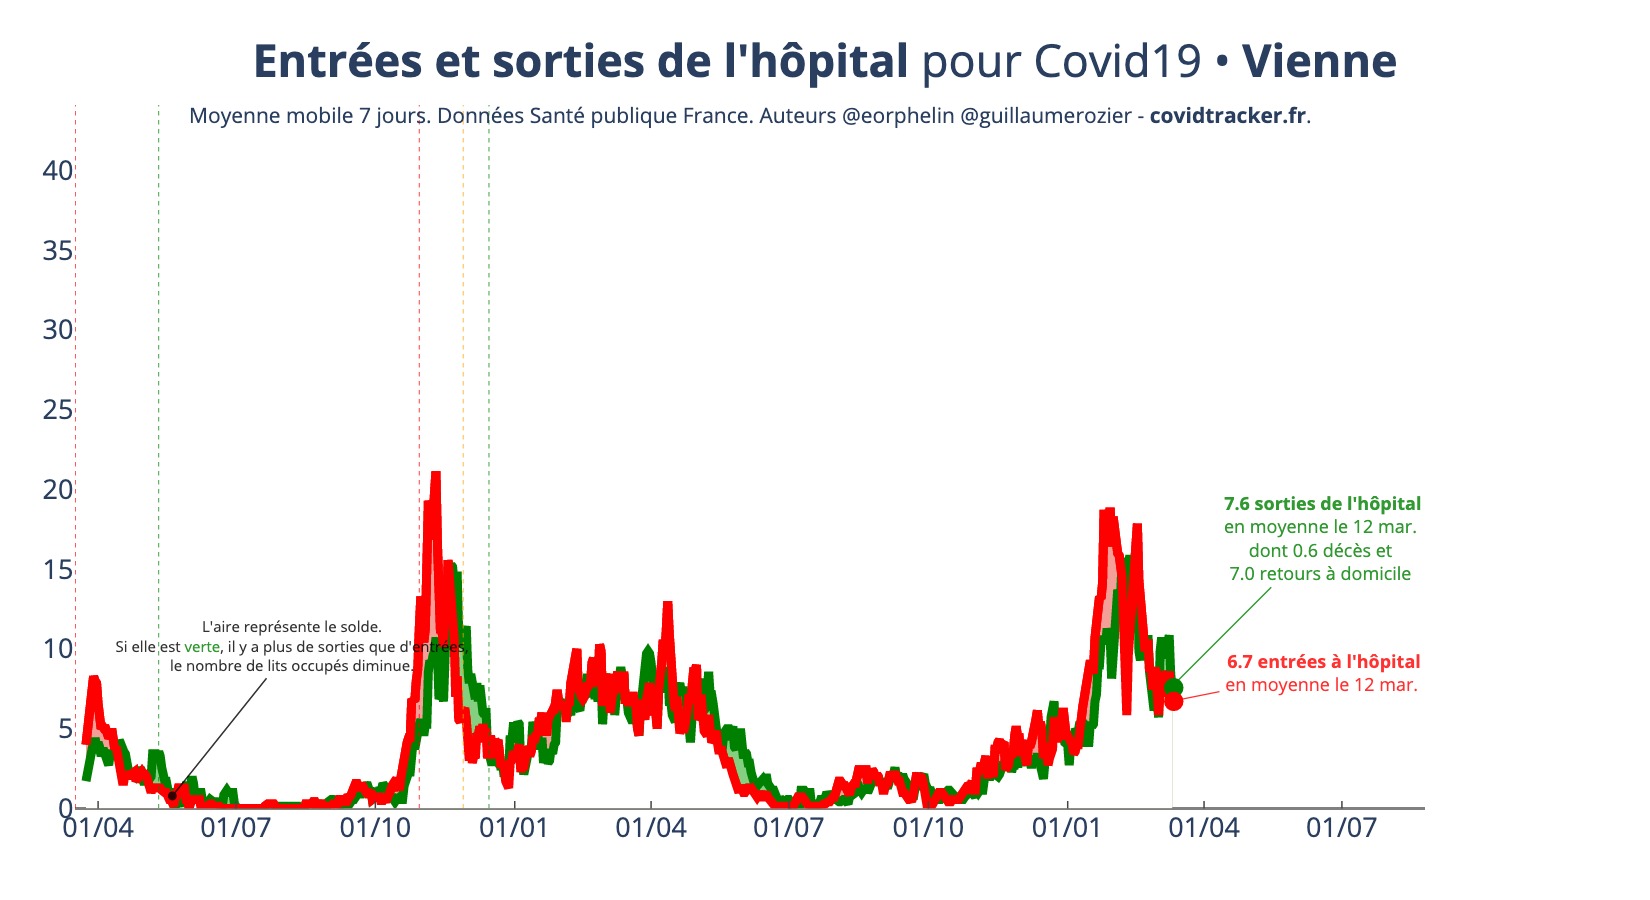 Entrées et sorties de l'hôpital pour Covid19 • Vienne
Moyenne mobile 7 jours. Données Santé publique France. Auteurs @eorphelin @guillaumerozier - covidtracker.fr.
40
35
30
25
20
15
10
5
0
7.6 sorties de l'hôpital
en moyenne le 12 mar.
dont 0.6 décès et
7.0 retours à domicile
L'aire représente le solde.
Si elle est verte, il y a plus de sorties que d'entrées,
le nombre de lits occupés diminue.
6.7 entrées à l'hôpital
en moyenne le 12 mar.
01/04 01/07 01/10 01/01 01/04 01/07 01/10 01/01 01/04 01/07